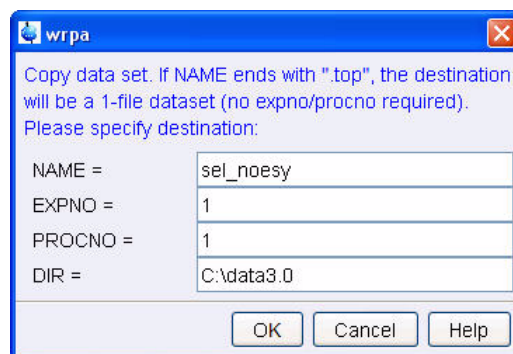 wrpa
Copy data set. If NAME ends with ".top", the destination
will be a 1-file dataset (no expno/procno required).
Please specify destination:
NAME = sel_noesy
EXPNO = 1
PROCNO = 1
DIR = C:\data3.0
OK Cancel Help